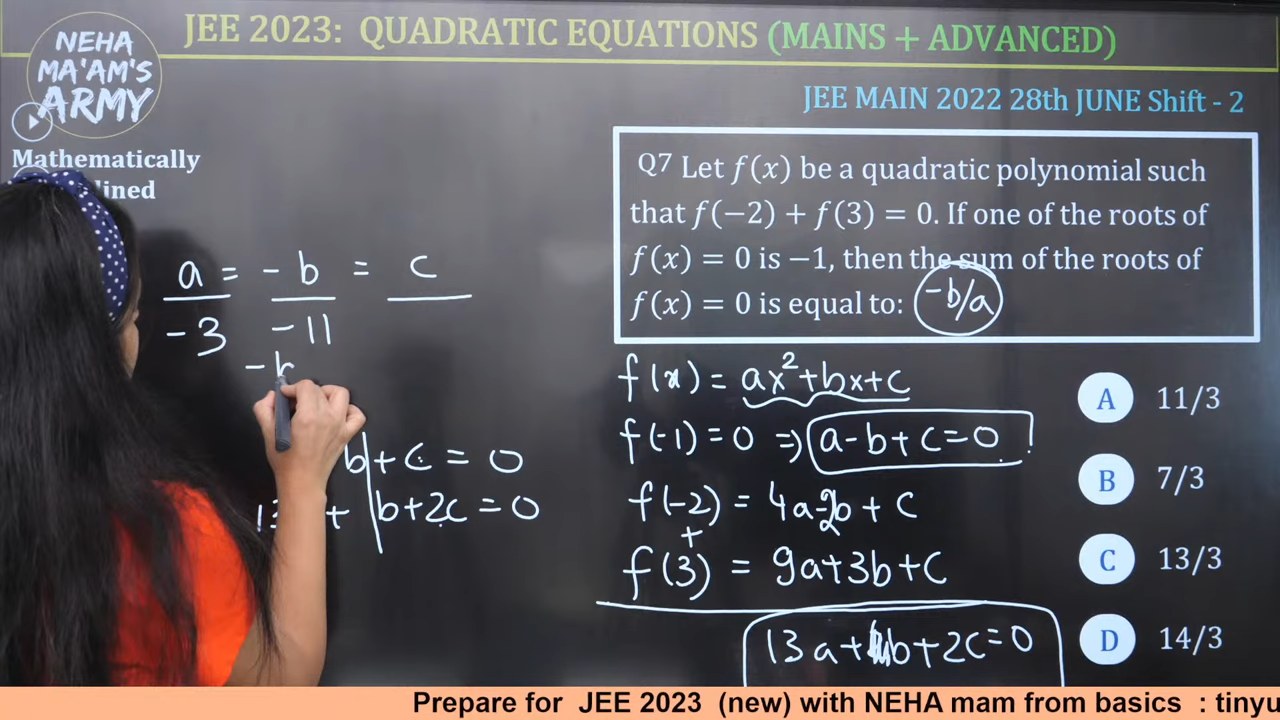 JEE 2023: QUADRATIC EQUATIONS (MAINS + ADVANCED)
NEHA
MA'AM'S
ARMY
Mathematically
lined
JEE MAIN 2022 28th JUNE Shift - 2
Q7 Let f(x) be a quadratic polynomial such
that f(−2) + f(3) = 0. If one of the roots of
f(x) = 0 is −1, then the sum of the roots of
f(x) = 0 is equal to: -b/a
a/-3 = -b/-11 = c/
-b
b+c = 0
13 + b+2c = 0
f(x) = ax²+bx+c
f(-1) = 0 ⇒ a-b+c=0
f(-2) = 4a-2b+c
+
f(3) = 9a+3b+c
13a+b+2c=0
A 11/3
B 7/3
C 13/3
D 14/3
Prepare for JEE 2023 (new) with NEHA mam from basics : tinyu